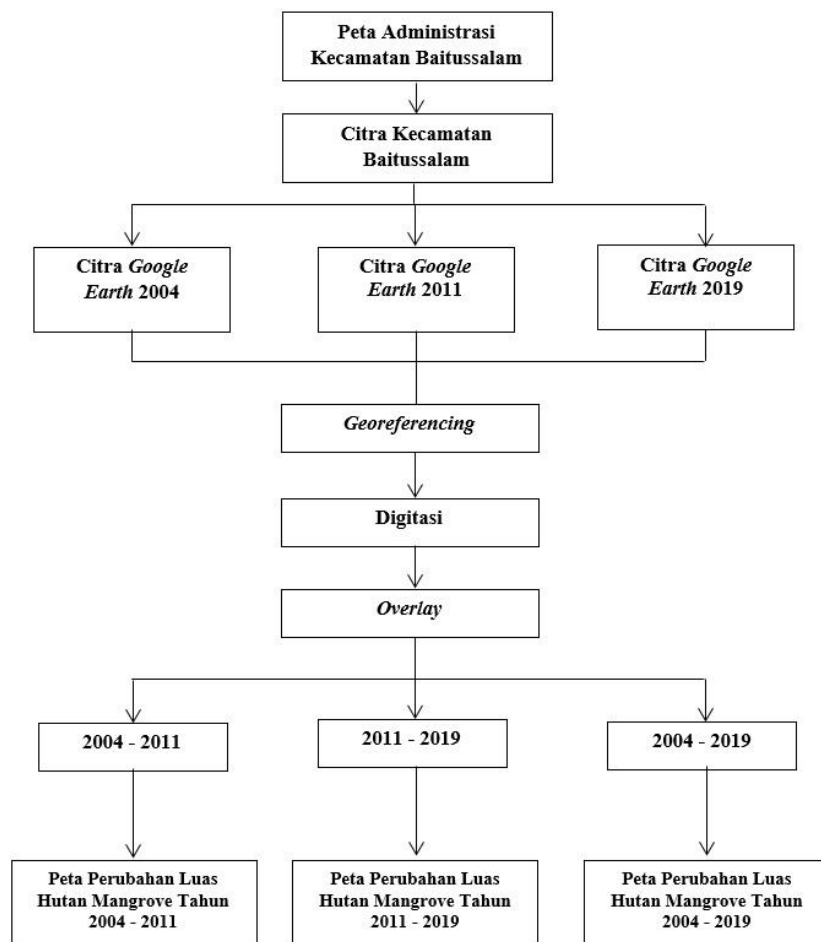 Peta Administrasi
Kecamatan Baitussalam
Citra Kecamatan
Baitussalam
Citra Google
Earth 2004
Citra Google
Earth 2011
Citra Google
Earth 2019
Georeferencing
Digitasi
Overlay
2004 - 2011
2011 - 2019
2004 - 2019
Peta Perubahan Luas
Hutan Mangrove Tahun
2004 - 2011
Peta Perubahan Luas
Hutan Mangrove Tahun
2011 - 2019
Peta Perubahan Luas
Hutan Mangrove Tahun
2004 - 2019